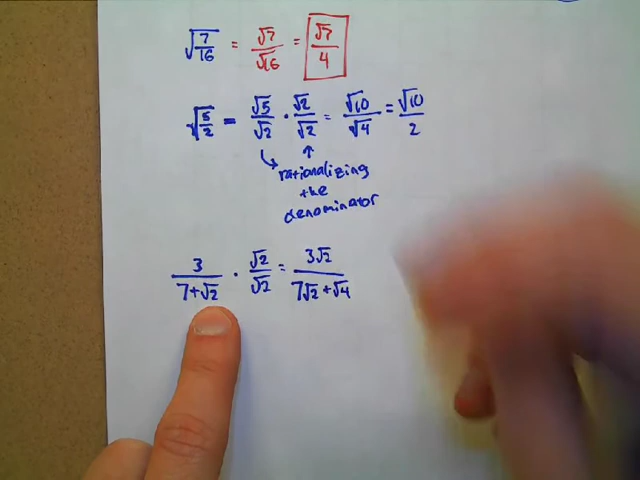 √7/16 = √7/√16 = √7/4
√5/2 = √5/√2 · √2/√2 = √10/√4 = √10/2
rationalizing
the
denominator
3/7+√2 · √2/√2 = 3√2/7√2+√4